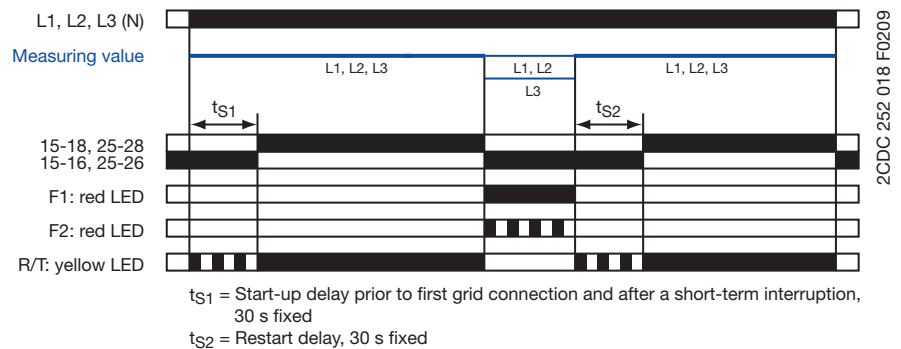 L1, L2, L3 (N)
Measuring value
L1, L2, L3
L1, L2
L1, L2, L3
L3
tS1
tS2
15-18, 25-28
15-16, 25-26
F1: red LED
F2: red LED
R/T: yellow LED
tS1 = Start-up delay prior to first grid connection and after a short-term interruption,
30 s fixed
tS2 = Restart delay, 30 s fixed
2CDC 252 018 F0209